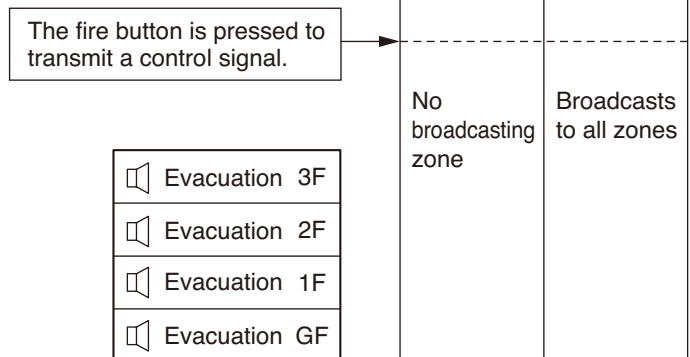 The fire button is pressed to
transmit a control signal.
No
broadcasting
zone
Broadcasts
to all zones
Evacuation 3F
Evacuation 2F
Evacuation 1F
Evacuation GF